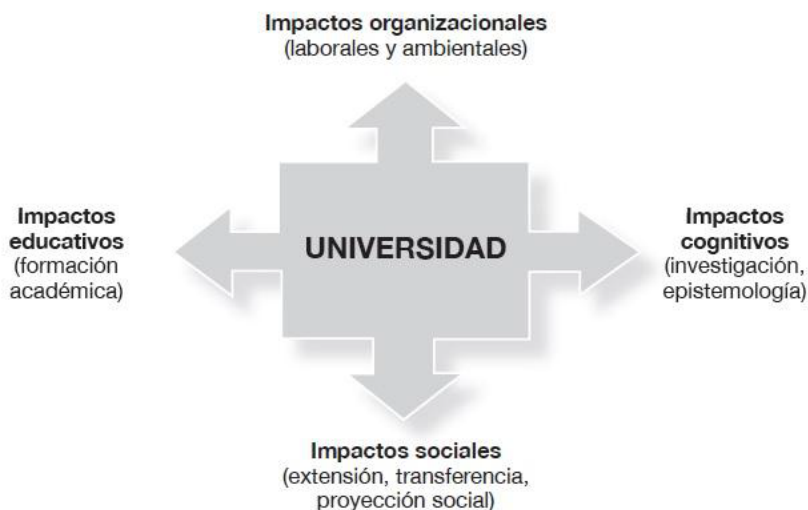 Impactos organizacionales
(laborales y ambientales)
Impactos
educativos
(formación
académica)
UNIVERSIDAD
Impactos
cognitivos
(investigación,
epistemología)
Impactos sociales
(extensión, transferencia,
proyección social)